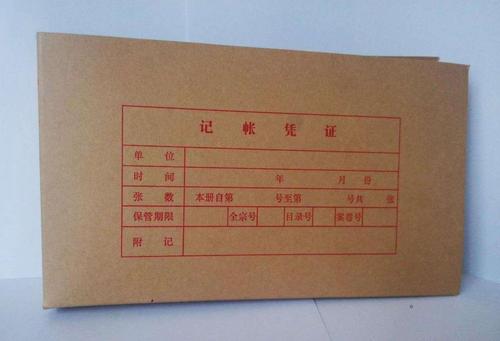 记帐凭证
单位
时间 年 月 份
张数 本册自第 号至第 号共 张
保管期限 全宗号 目录号 案卷号
附记